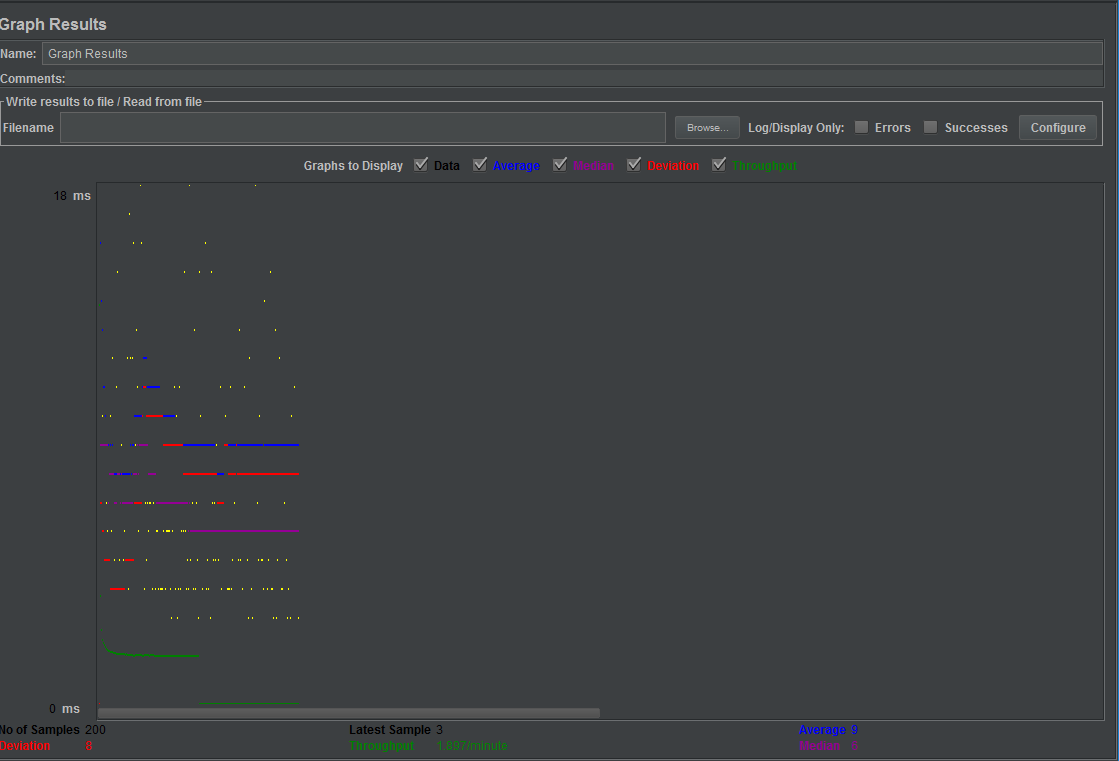 Graph Results
Name: Graph Results
Comments:
Write results to file / Read from file
Filename Browse... Log/Display Only: Errors Successes Configure
Graphs to Display Data Average Median Deviation Throughput
18 ms
0 ms
No of Samples 200 Latest Sample 3 Average 9
Deviation 8 Throughput 1.897/minute Median